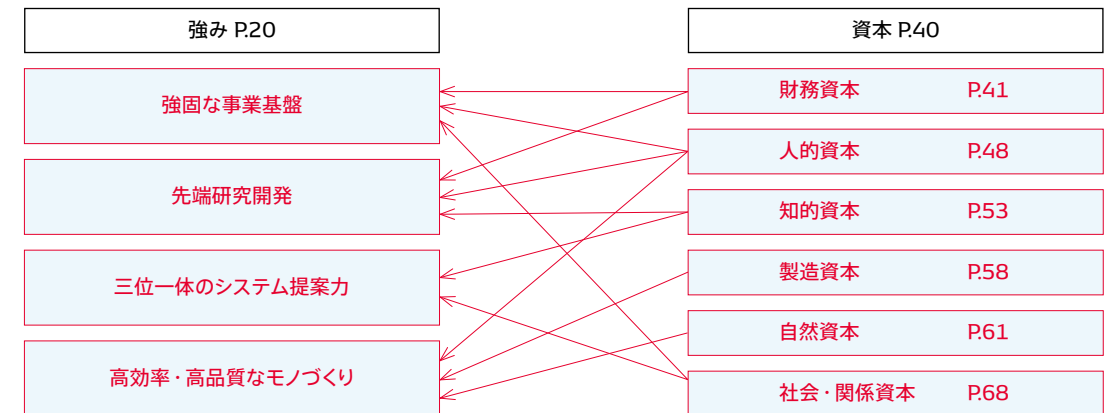 強み P.20
強固な事業基盤
先端研究開発
三位一体のシステム提案力
高効率・高品質なモノづくり
資本 P.40
財務資本 P.41
人的資本 P.48
知的資本 P.53
製造資本 P.58
自然資本 P.61
社会・関係資本 P.68